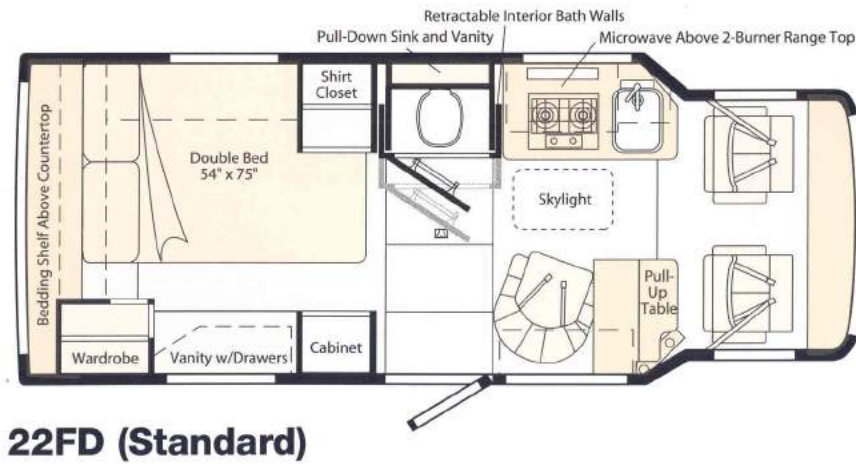 Retractable Interior Bath Walls
Pull-Down Sink and Vanity
Microwave Above 2-Burner Range Top
Bedding Shelf Above Countertop
Shirt
Closet
Double Bed
54" x 75"
Skylight
Pull-
Up
Table
Wardrobe
Vanity w/Drawers
Cabinet
22FD (Standard)